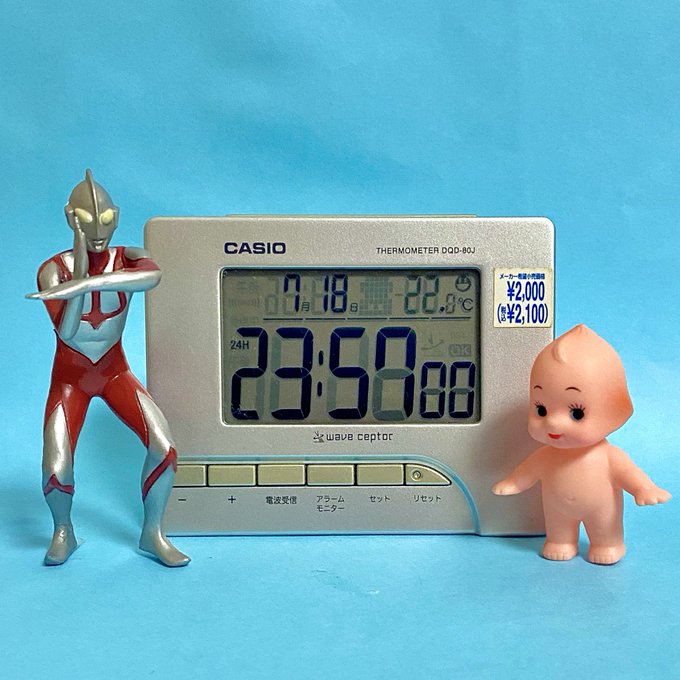 CASIO
THERMOMETER DQD-80J
メーカー希望小売価格
¥2,000
(税込¥2,100)
7月18日
22.0℃
24H
23:57 00
wave ceptor
−
+
電波受信
アラーム
モニター
セット
リセット